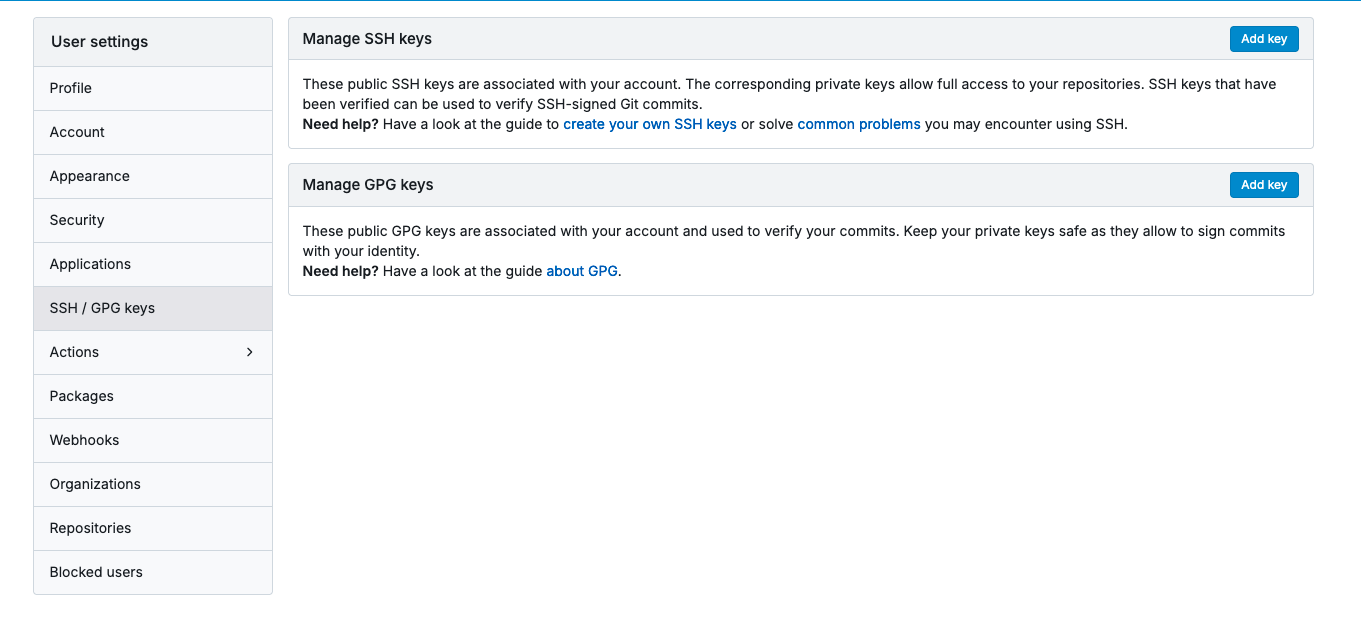 User settings
Profile
Account
Appearance
Security
Applications
SSH / GPG keys
Actions
Packages
Webhooks
Organizations
Repositories
Blocked users
Manage SSH keys
Add key
These public SSH keys are associated with your account. The corresponding private keys allow full access to your repositories. SSH keys that have
been verified can be used to verify SSH-signed Git commits.
Need help? Have a look at the guide to create your own SSH keys or solve common problems you may encounter using SSH.
Manage GPG keys
Add key
These public GPG keys are associated with your account and used to verify your commits. Keep your private keys safe as they allow to sign commits
with your identity.
Need help? Have a look at the guide about GPG.